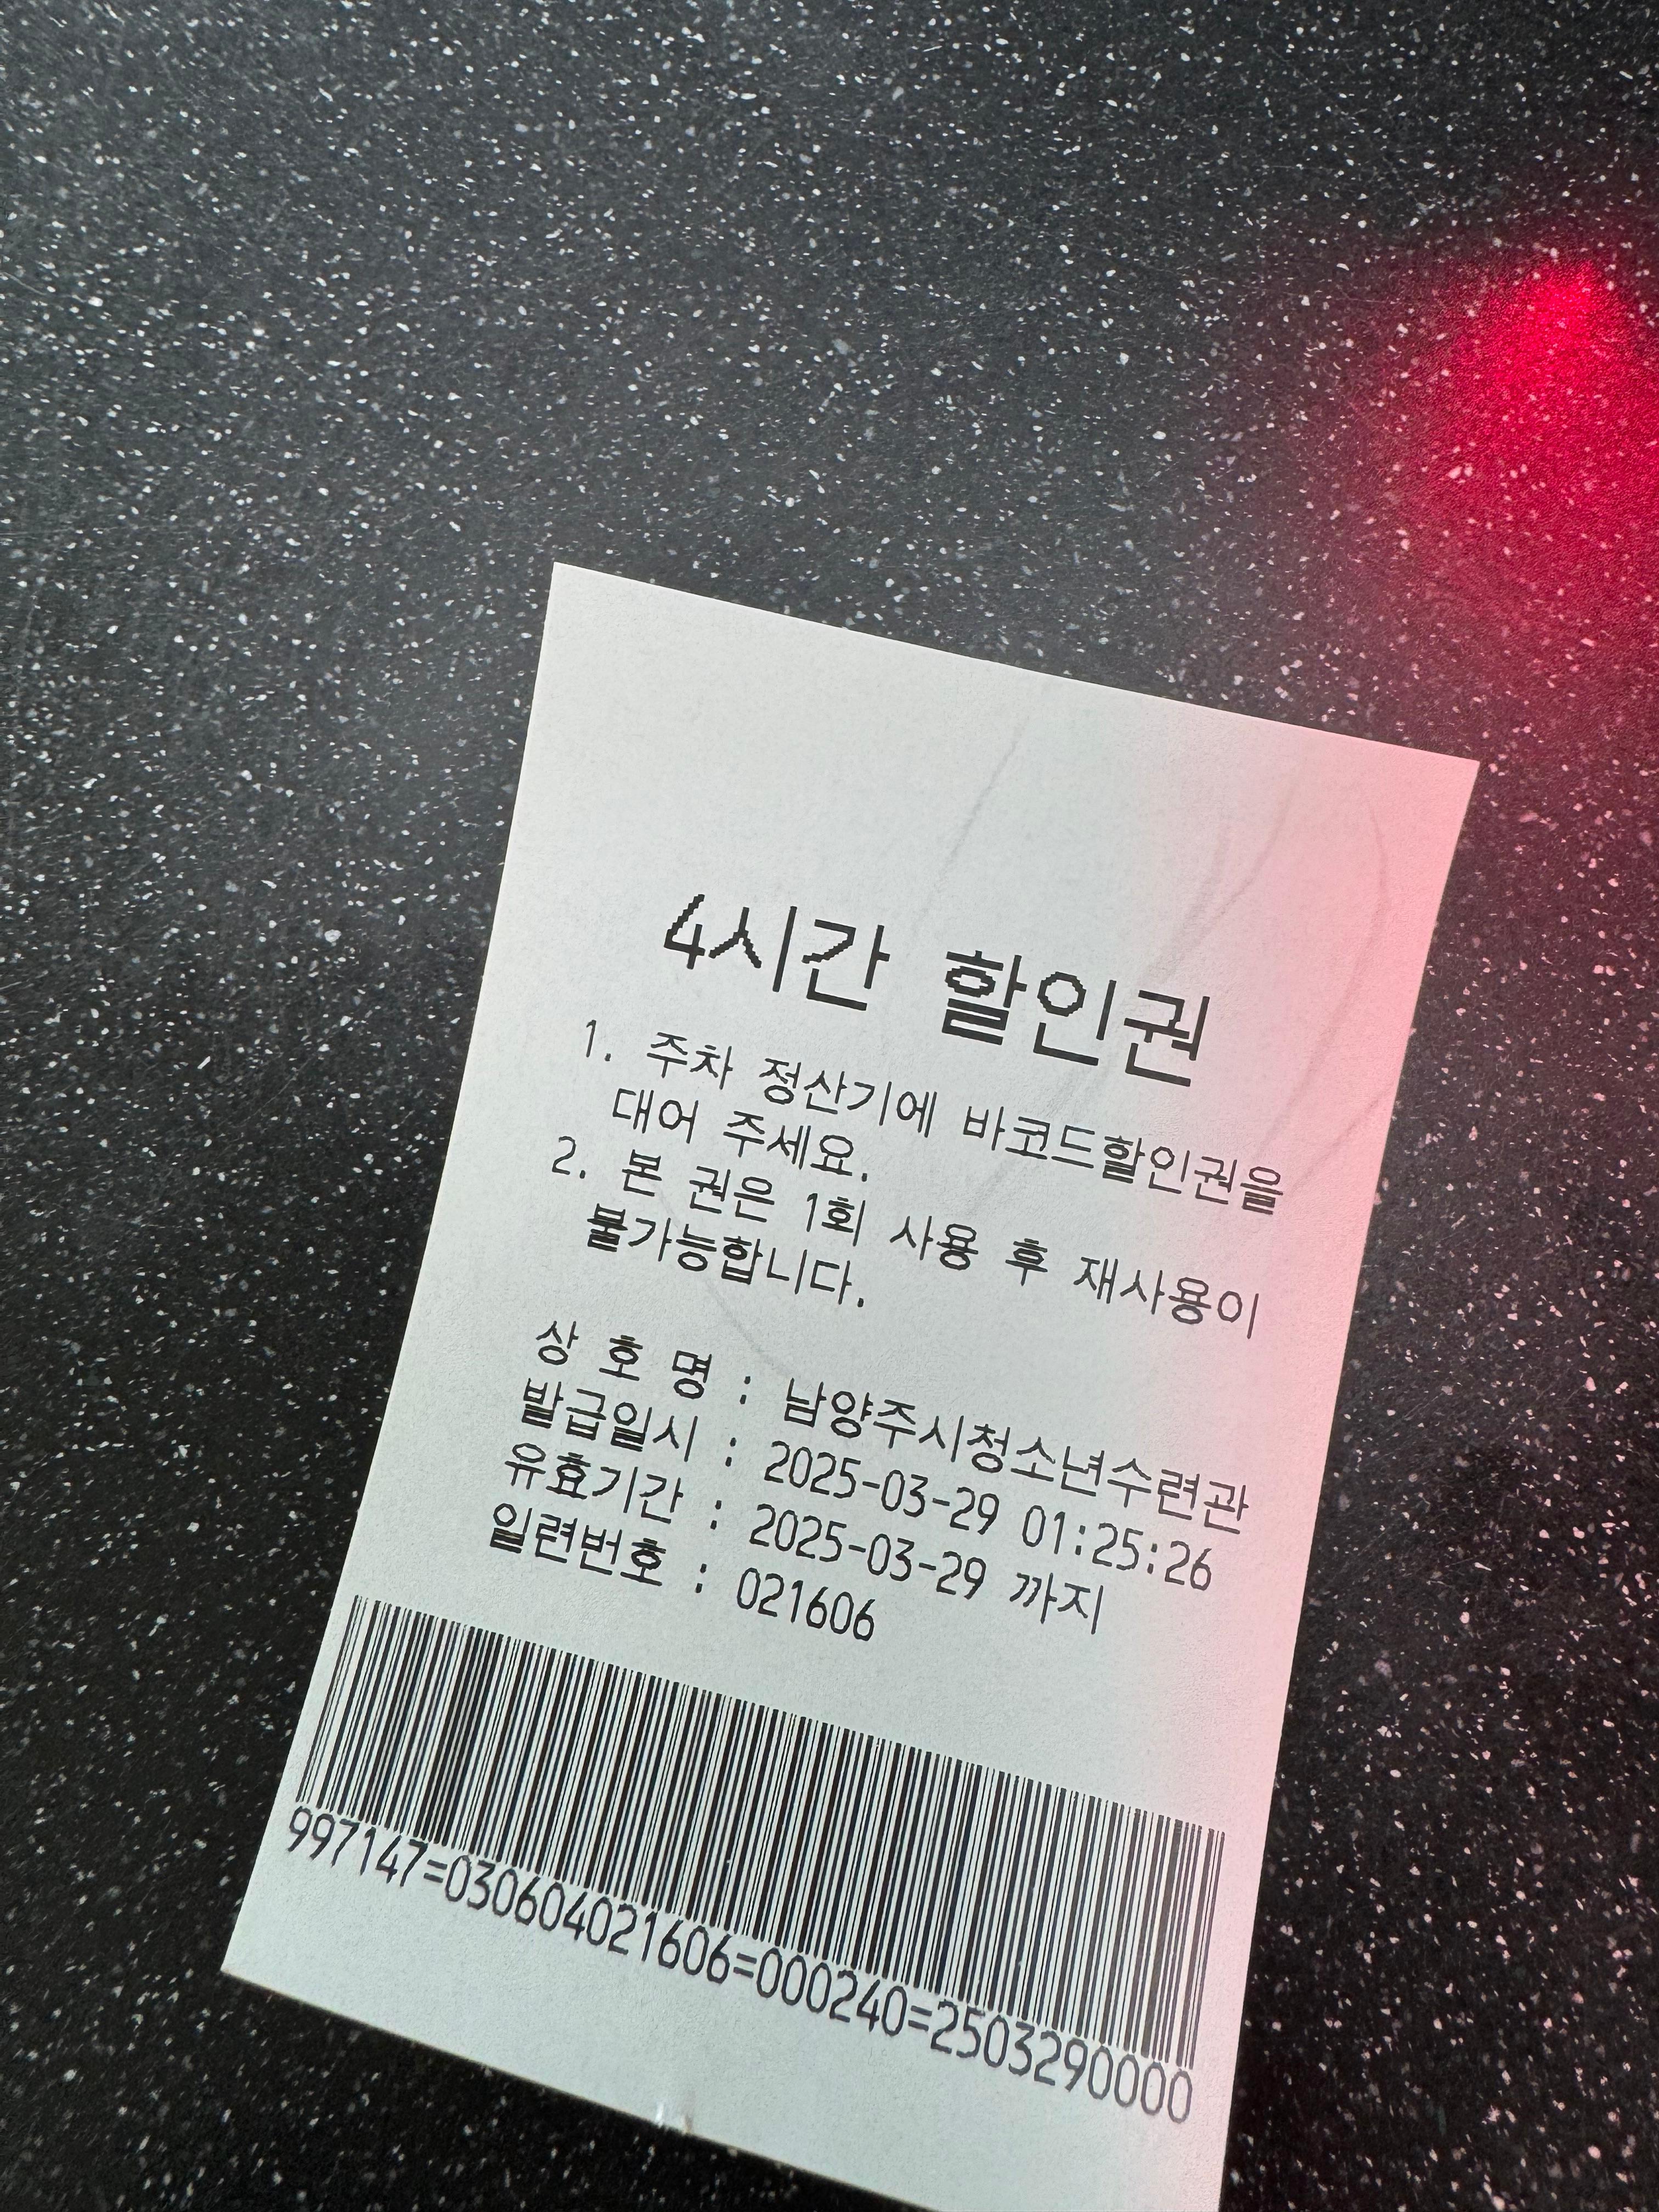 4시간 할인권
1. 주차 정산기에 바코드할인권을
대어 주세요.
2. 본 권은 1회 사용 후 재사용이
불가능합니다.
상 호 명 : 남양주시청소년수련관
발급일시 : 2025-03-29 01:25:26
유효기간 : 2025-03-29 까지
일련번호 : 021606
997147=030604021606=000240=2503290000